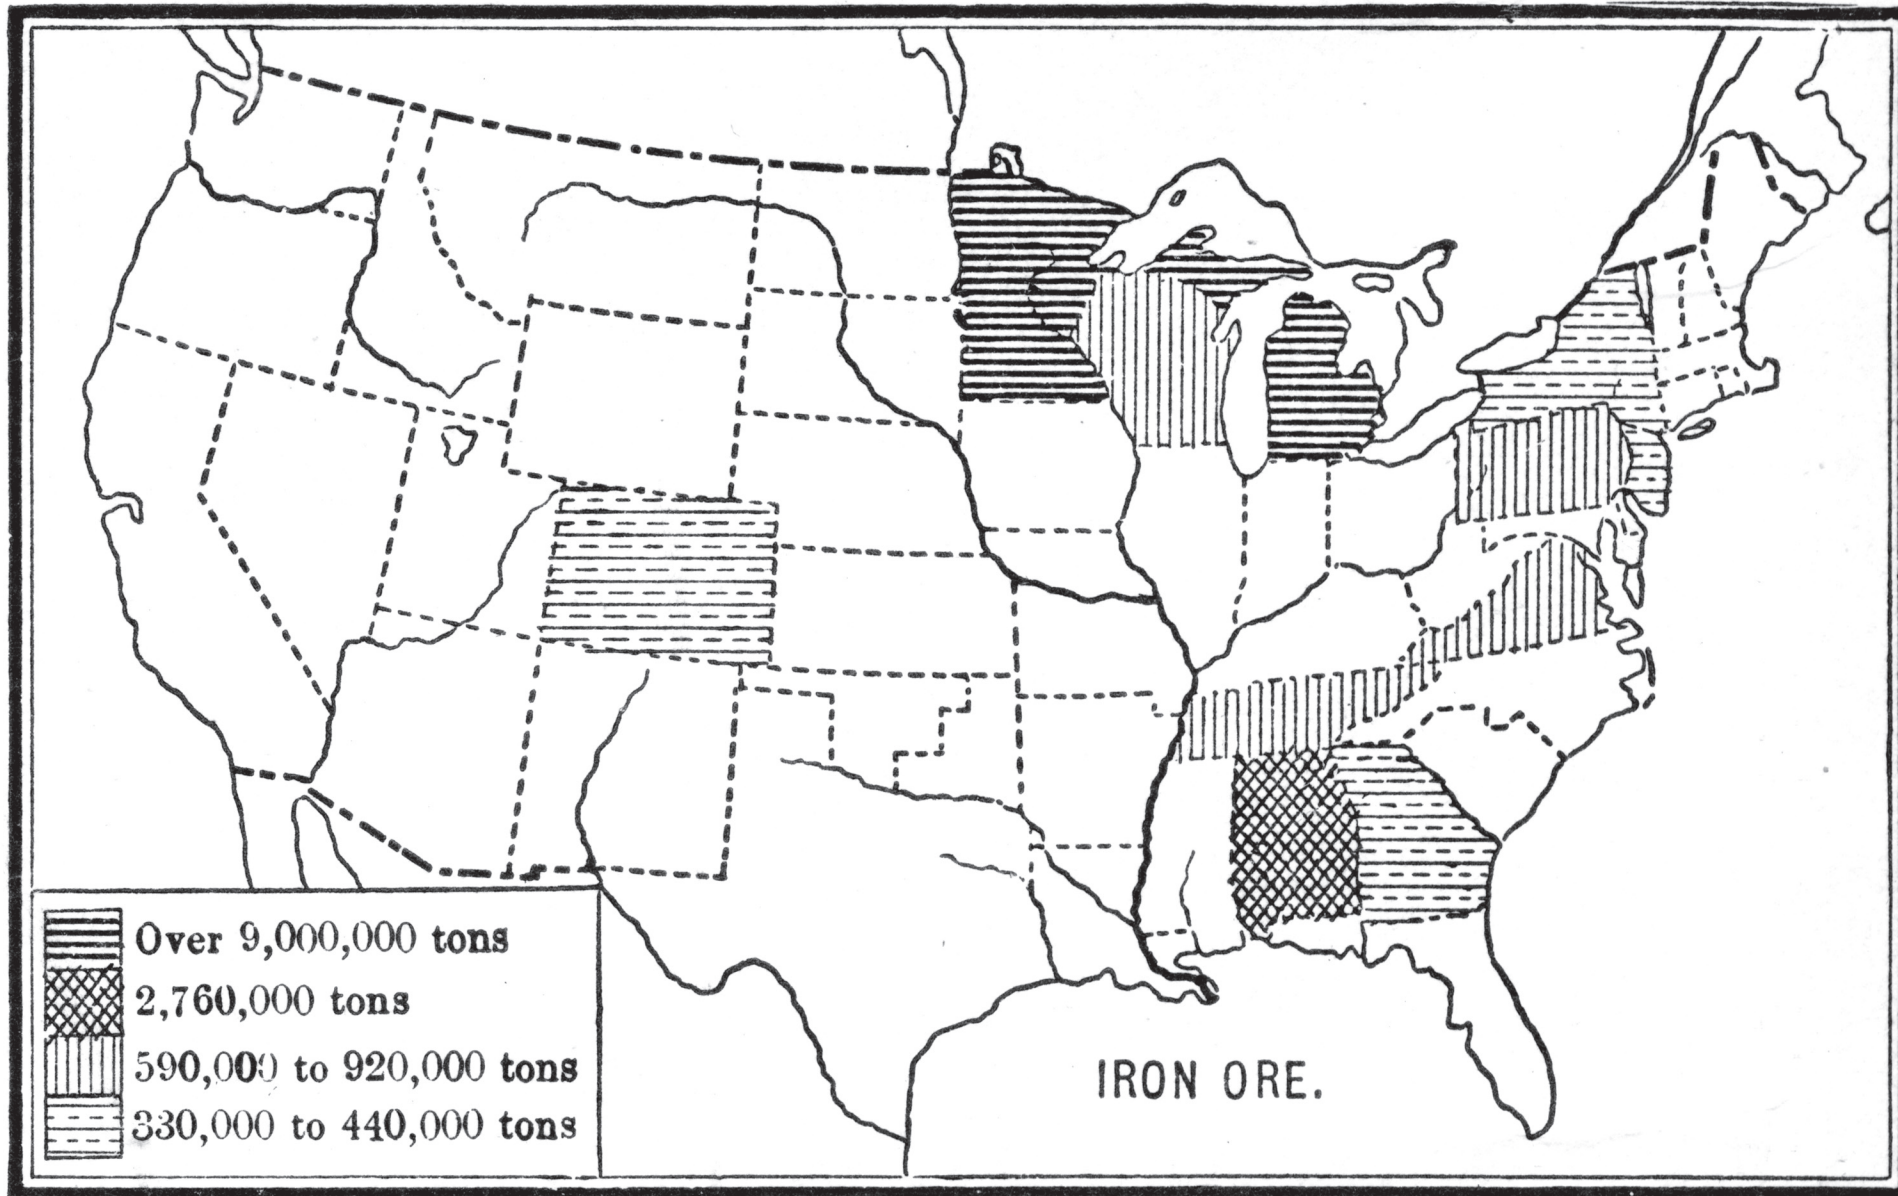 Over 9,000,000 tons
2,760,000 tons
590,000 to 920,000 tons
330,000 to 440,000 tons
IRON ORE.